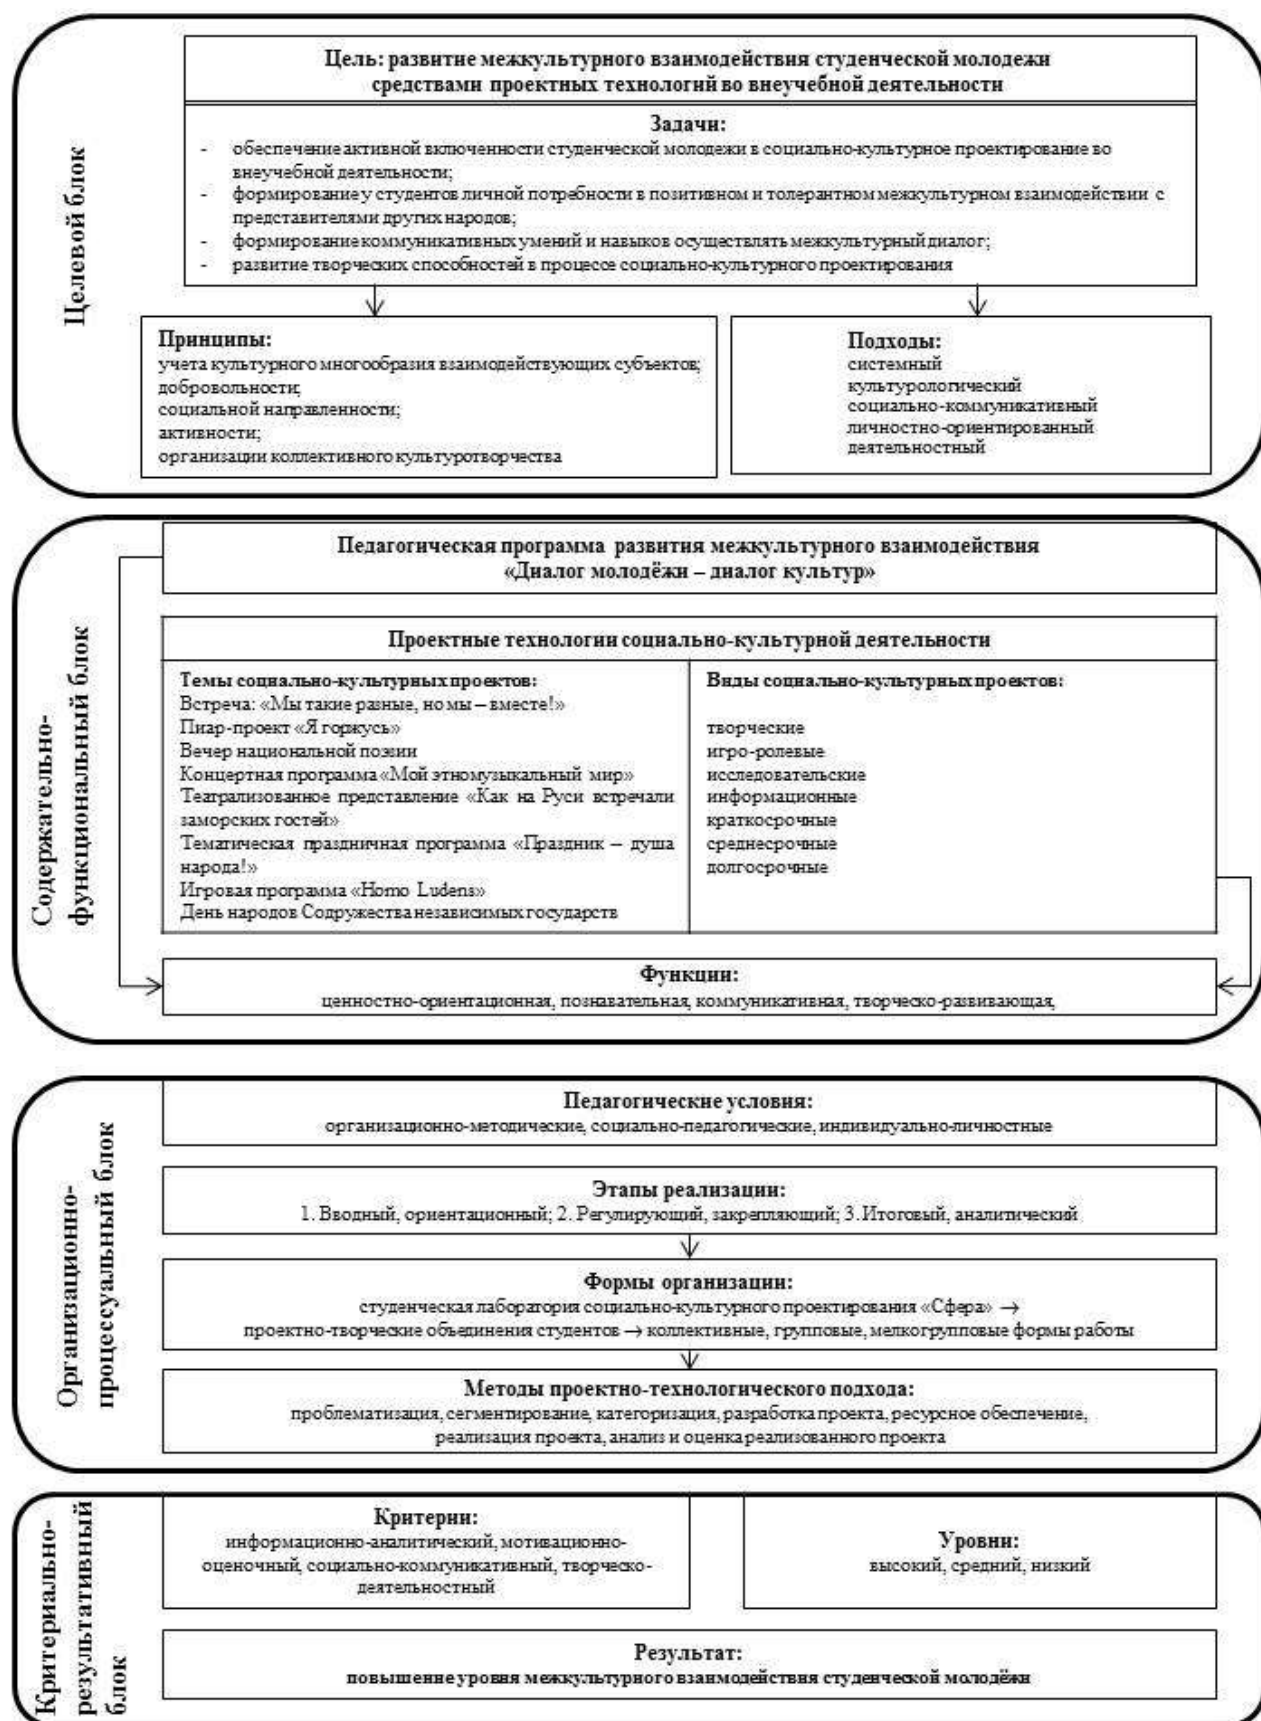 Целевой блок
Цель: развитие межкультурного взаимодействия студенческой молодежи
средствами проектных технологий во внеучебной деятельности
Задачи:
- обеспечение активной включенности студенческой молодежи в социально-культурное проектирование во
внеучебной деятельности;
- формирование у студентов личной потребности в позитивном и толерантном межкультурном взаимодействии с
представителями других народов;
- формирование коммуникативных умений и навыков осуществлять межкультурный диалог;
- развитие творческих способностей в процессе социально-культурного проектирования
Принципы:
учета культурного многообразия взаимодействующих субъектов;
добровольности;
социальной направленности;
активности;
организации коллективного культуротворчества
Подходы:
системный
культурологический
социально-коммуникативный
личностно-ориентированный
деятельностный
Содержательно-
функциональный блок
Педагогическая программа развития межкультурного взаимодействия
«Диалог молодёжи – диалог культур»
Проектные технологии социально-культурной деятельности
Темы социально-культурных проектов:
Встреча: «Мы такие разные, но мы – вместе!»
Пиар-проект «Я горжусь»
Вечер национальной поэзии
Концертная программа «Мой этномузыкальный мир»
Театрализованное представление «Как на Руси встречали
заморских гостей»
Тематическая праздничная программа «Праздник – душа
народа!»
Игровая программа «Homo Ludens»
День народов Содружества независимых государств
Виды социально-культурных проектов:
творческие
игро-ролевые
исследовательские
информационные
краткосрочные
среднесрочные
долгосрочные
Функции:
ценностно-ориентационная, познавательная, коммуникативная, творческо-развивающая,
Организационно-
процессуальный блок
Педагогические условия:
организационно-методические, социально-педагогические, индивидуально-личностные
Этапы реализации:
1. Вводный, ориентационный; 2. Регулирующий, закрепляющий; 3. Итоговый, аналитический
Формы организации:
студенческая лаборатория социально-культурного проектирования «Сфера» →
проектно-творческие объединения студентов → коллективные, групповые, мелкогрупповые формы работы
Методы проектно-технологического подхода:
проблематизация, сегментирование, категоризация, разработка проекта, ресурсное обеспечение,
реализация проекта, анализ и оценка реализованного проекта
Критериально-
результативный
блок
Критерии:
информационно-аналитический, мотивационно-
оценочный, социально-коммуникативный, творческо-
деятельностный
Уровни:
высокий, средний, низкий
Результат:
повышение уровня межкультурного взаимодействия студенческой молодёжи